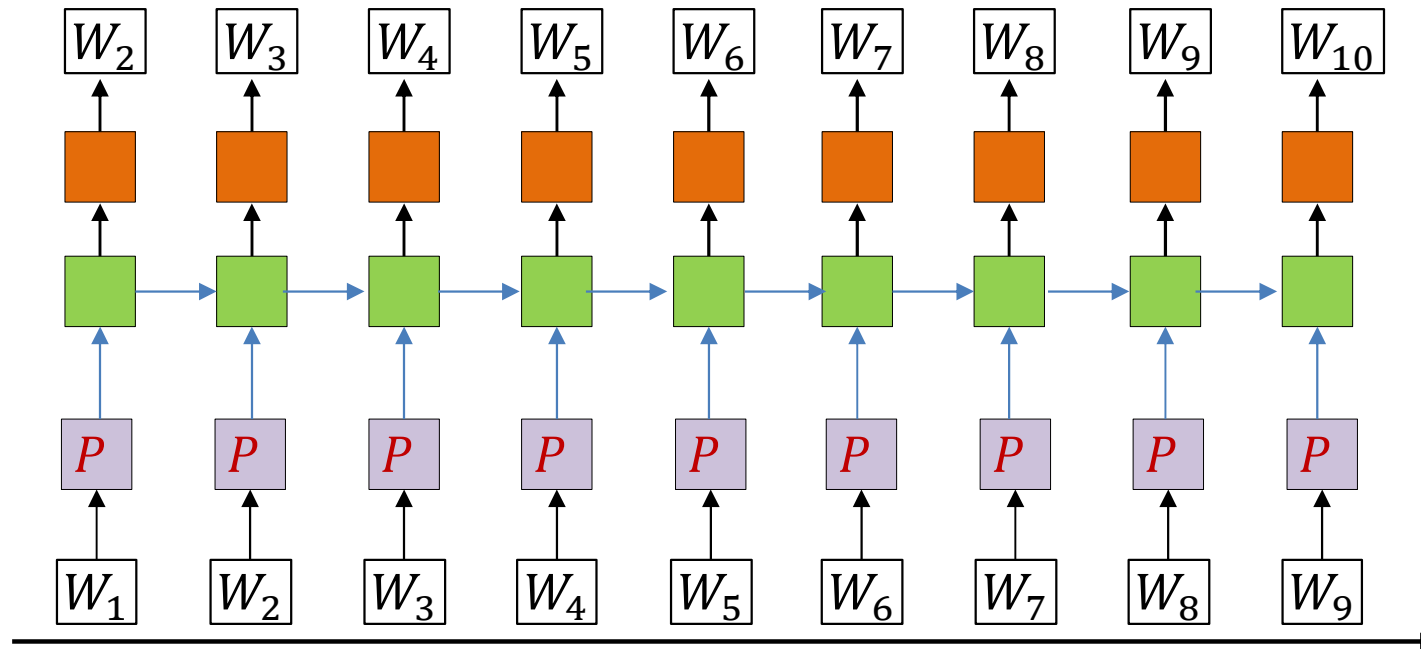 W₂ W₃ W₄ W₅ W₆ W₇ W₈ W₉ W₁₀
P P P P P P P P P
W₁ W₂ W₃ W₄ W₅ W₆ W₇ W₈ W₉